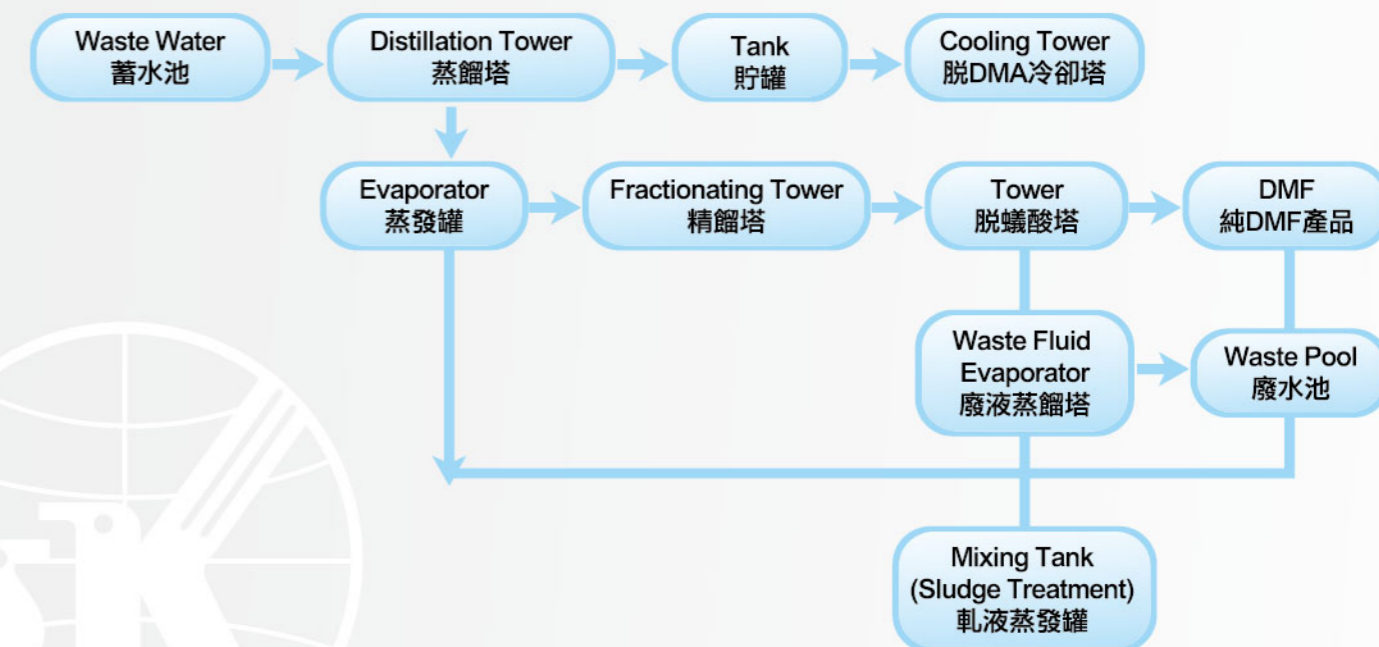 Waste Water
蓄水池
Distillation Tower
蒸餾塔
Tank
貯罐
Cooling Tower
脱DMA冷卻塔
Evaporator
蒸發罐
Fractionating Tower
精餾塔
Tower
脱蟻酸塔
DMF
純DMF產品
Waste Fluid
Evaporator
廢液蒸餾塔
Waste Pool
廢水池
Mixing Tank
(Sludge Treatment)
軋液蒸發罐